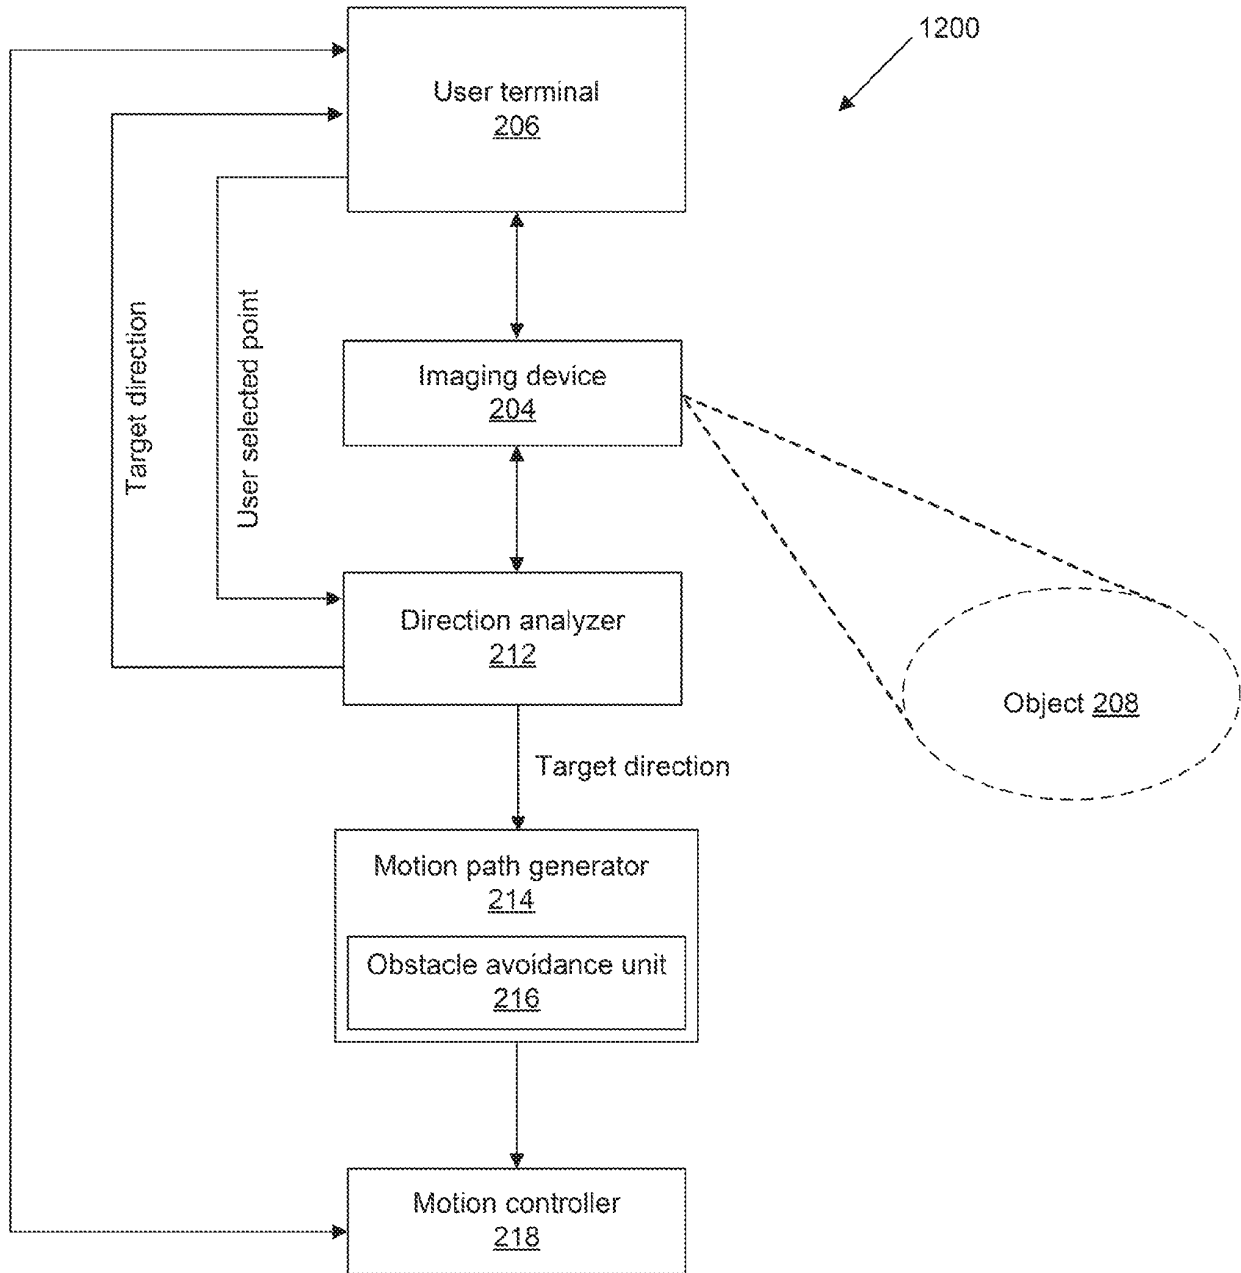 1200
User terminal
206
Target direction
User selected point
Imaging device
204
Direction analyzer
212
Object 208
Target direction
Motion path generator
214
Obstacle avoidance unit
216
Motion controller
218